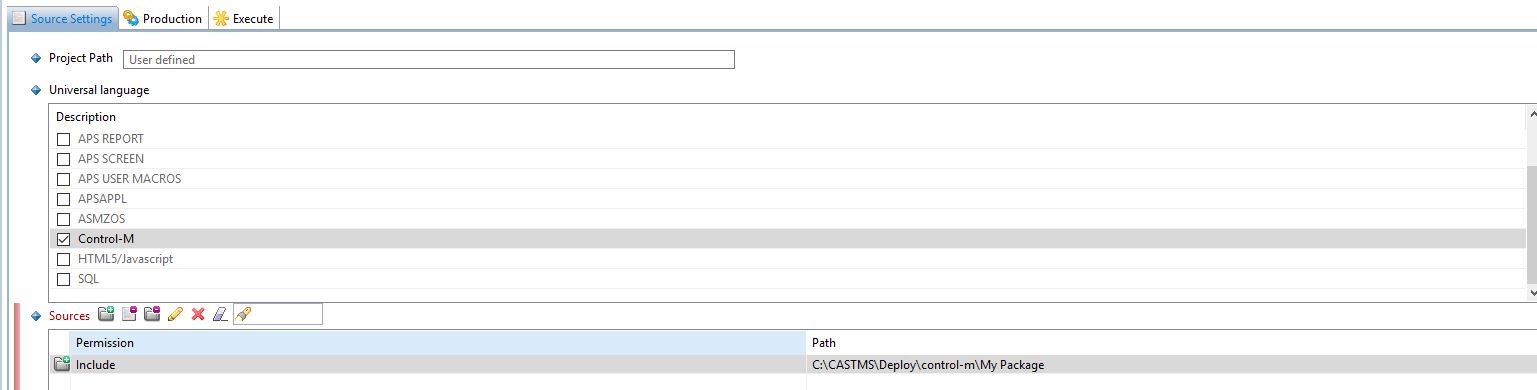 Source Settings Production Execute
Project Path User defined
Universal language
Description
APS REPORT
APS SCREEN
APS USER MACROS
APSAPPL
ASMZOS
Control-M
HTML5/Javascript
SQL
Sources
Permission Path
Include C:\CASTMS\Deploy\control-m\My Package